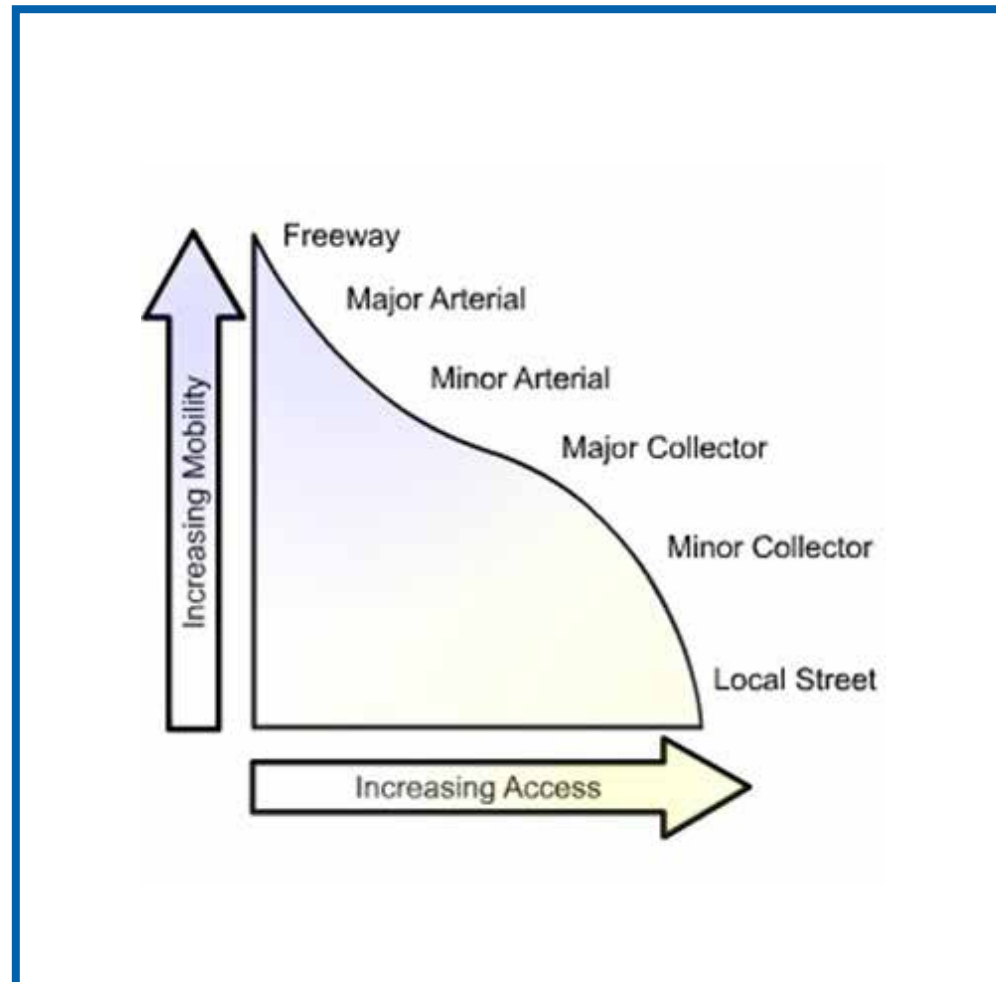 Freeway
Major Arterial
Minor Arterial
Major Collector
Minor Collector
Local Street
Increasing Mobility
Increasing Access